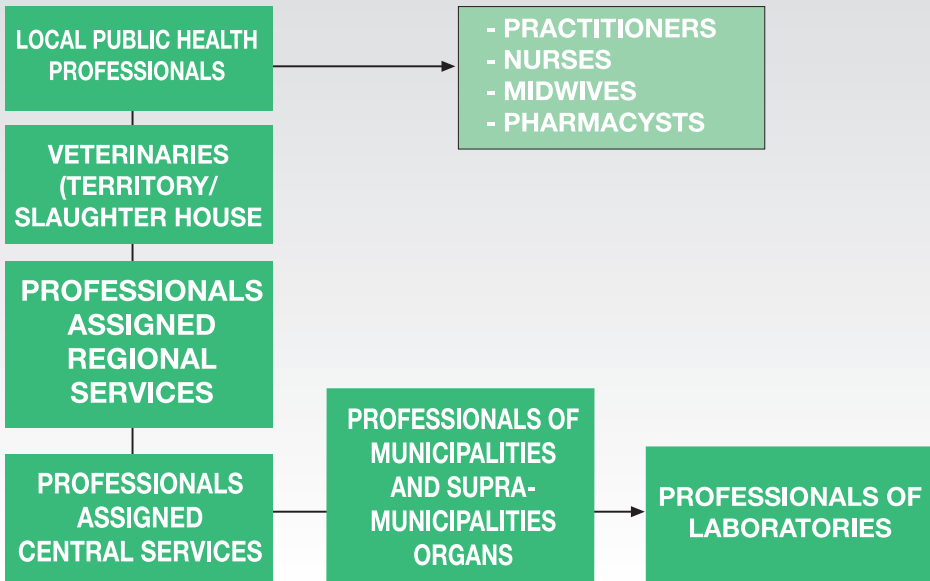 LOCAL PUBLIC HEALTH
PROFESSIONALS
- PRACTITIONERS
- NURSES
- MIDWIVES
- PHARMACYSTS
VETERINARIES
(TERRITORY/
SLAUGHTER HOUSE
PROFESSIONALS
ASSIGNED
REGIONAL
SERVICES
PROFESSIONALS
ASSIGNED
CENTRAL SERVICES
PROFESSIONALS OF
MUNICIPALITIES
AND SUPRA-
MUNICIPALITIES
ORGANS
PROFESSIONALS OF
LABORATORIES